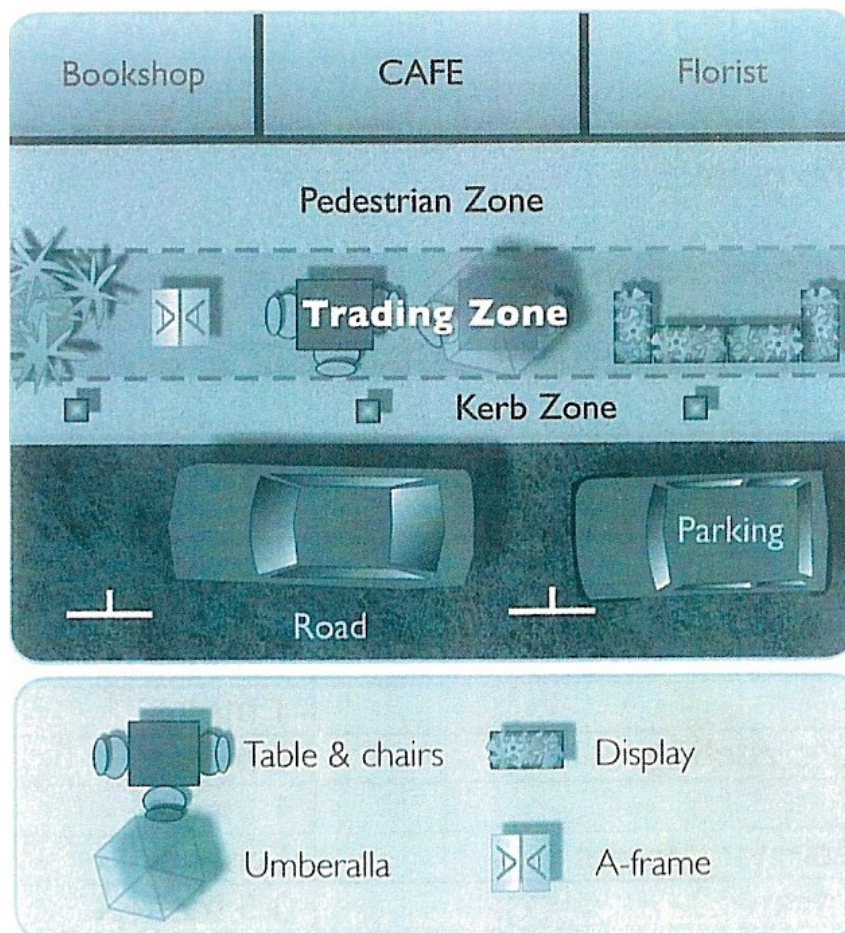 Bookshop
CAFE
Florist
Pedestrian Zone
Trading Zone
Kerb Zone
Parking
Road
Table & chairs
Display
Umberalla
A-frame